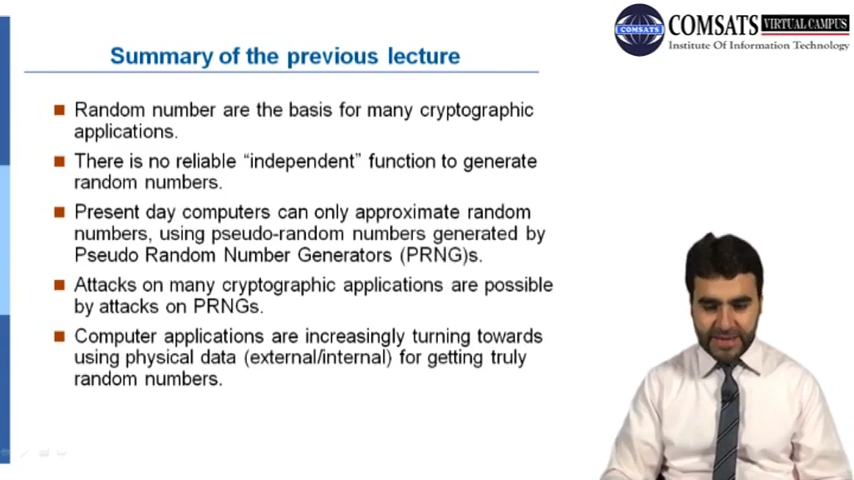 COMSATS
COMSATS VIRTUAL CAMPUS
Institute Of Information Technology
Summary of the previous lecture
Random number are the basis for many cryptographic
applications.
There is no reliable “independent” function to generate
random numbers.
Present day computers can only approximate random
numbers, using pseudo-random numbers generated by
Pseudo Random Number Generators (PRNG)s.
Attacks on many cryptographic applications are possible
by attacks on PRNGs.
Computer applications are increasingly turning towards
using physical data (external/internal) for getting truly
random numbers.